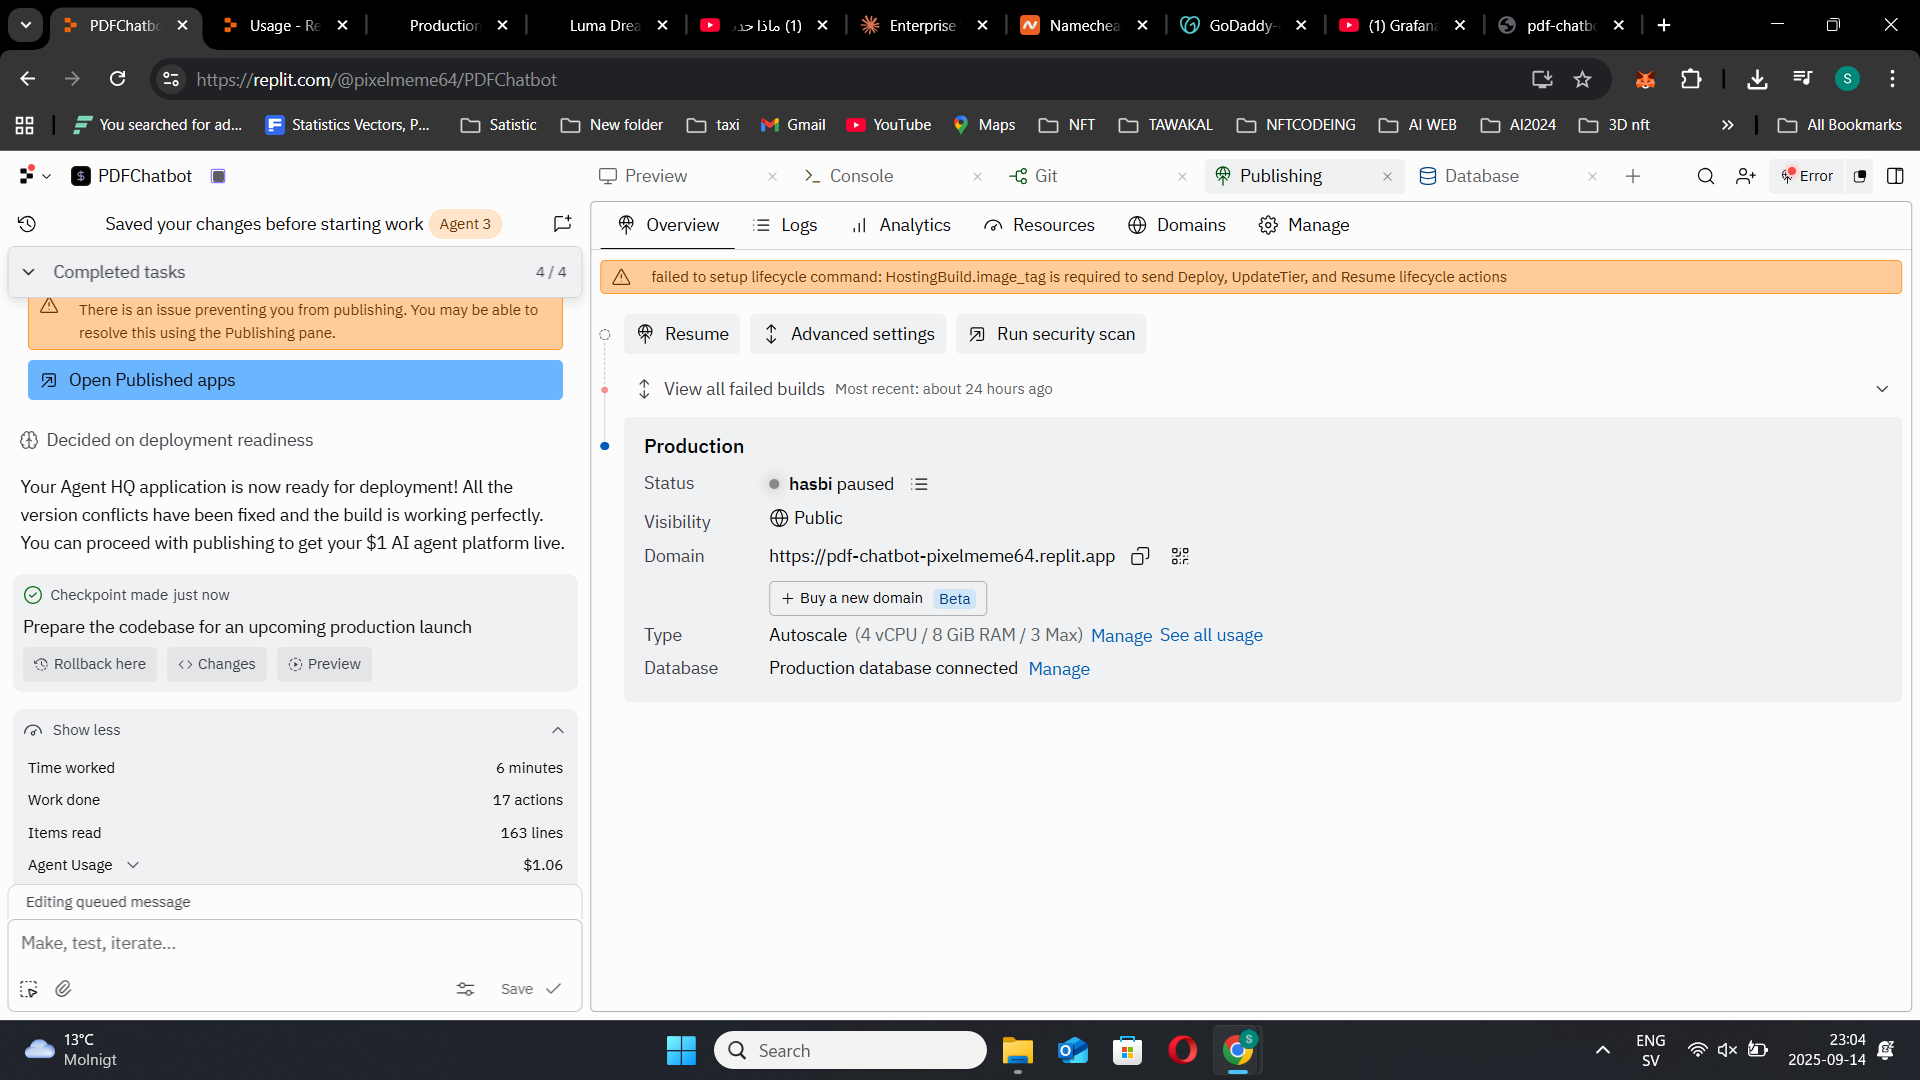 PDFChatbo
Usage - Re
Production
Luma Drea
(1) ماذا حدد
Enterprise
Namechea
GoDaddy-
(1) Grafana
pdf-chatbo
https://replit.com/@pixelmeme64/PDFChatbot
S
You searched for ad...
Statistics Vectors, P...
Satistic
New folder
taxi
Gmail
YouTube
Maps
NFT
TAWAKAL
NFTCODEING
AI WEB
AI2024
3D nft
All Bookmarks
PDFChatbot
Preview
Console
Git
Publishing
Database
Error
Saved your changes before starting work Agent 3
Overview
Logs
Analytics
Resources
Domains
Manage
Completed tasks 4 / 4
failed to setup lifecycle command: HostingBuild.image_tag is required to send Deploy, UpdateTier, and Resume lifecycle actions
There is an issue preventing you from publishing. You may be able to
resolve this using the Publishing pane.
Open Published apps
Decided on deployment readiness
Your Agent HQ application is now ready for deployment! All the
version conflicts have been fixed and the build is working perfectly.
You can proceed with publishing to get your $1 AI agent platform live.
Checkpoint made just now
Prepare the codebase for an upcoming production launch
Rollback here
Changes
Preview
Show less
Time worked 6 minutes
Work done 17 actions
Items read 163 lines
Agent Usage $1.06
Editing queued message
Make, test, iterate...
Save
Resume
Advanced settings
Run security scan
View all failed builds Most recent: about 24 hours ago
Production
Status hasbi paused
Visibility Public
Domain https://pdf-chatbot-pixelmeme64.replit.app
+ Buy a new domain Beta
Type Autoscale (4 vCPU / 8 GiB RAM / 3 Max) Manage See all usage
Database Production database connected Manage
13°C
Molnigt
Search
ENG
SV
23:04
2025-09-14